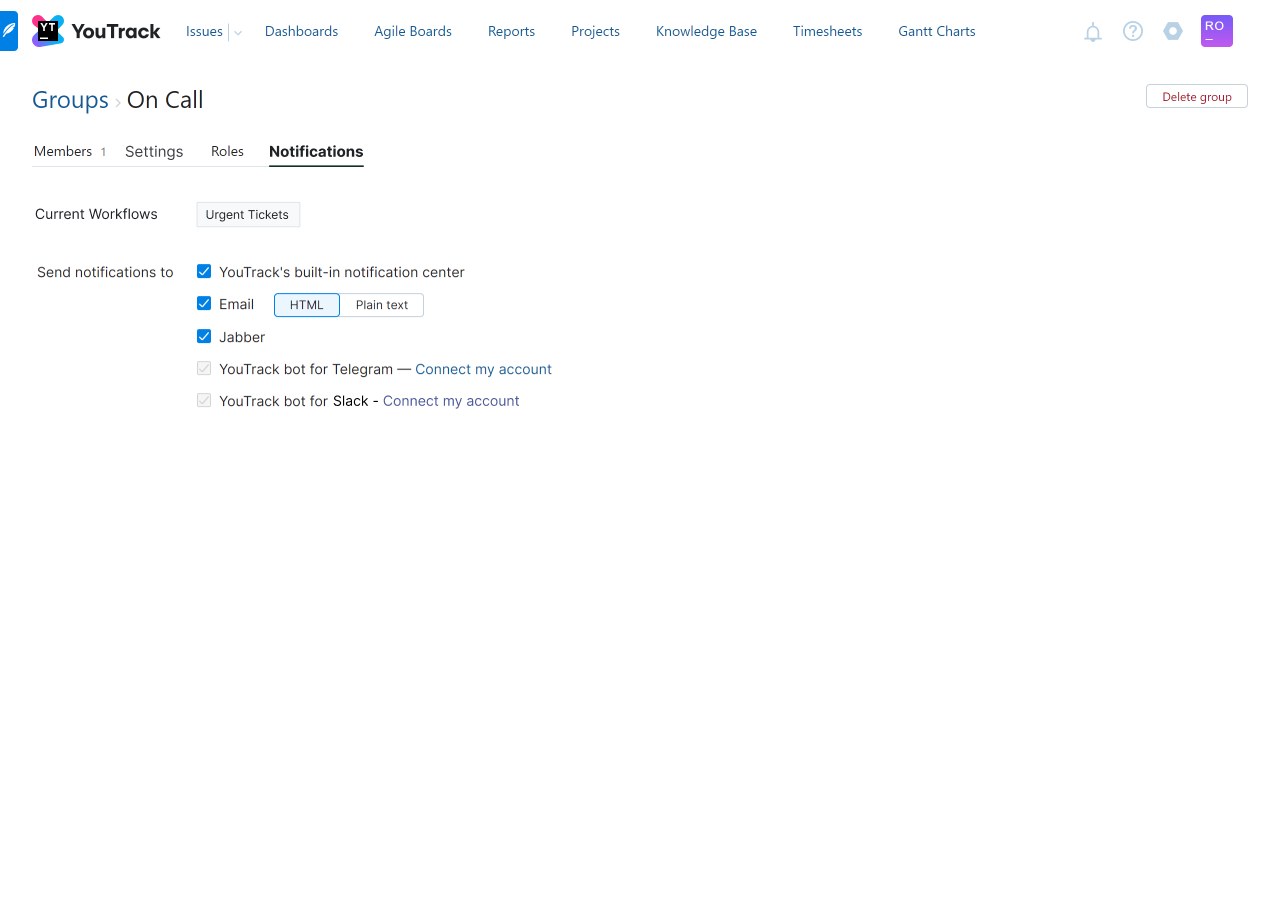 YT YouTrack Issues Dashboards Agile Boards Reports Projects Knowledge Base Timesheets Gantt Charts RO
Groups › On Call Delete group
Members 1 Settings Roles Notifications
Current Workflows Urgent Tickets
Send notifications to YouTrack's built-in notification center
Email HTML Plain text
Jabber
YouTrack bot for Telegram — Connect my account
YouTrack bot for Slack - Connect my account